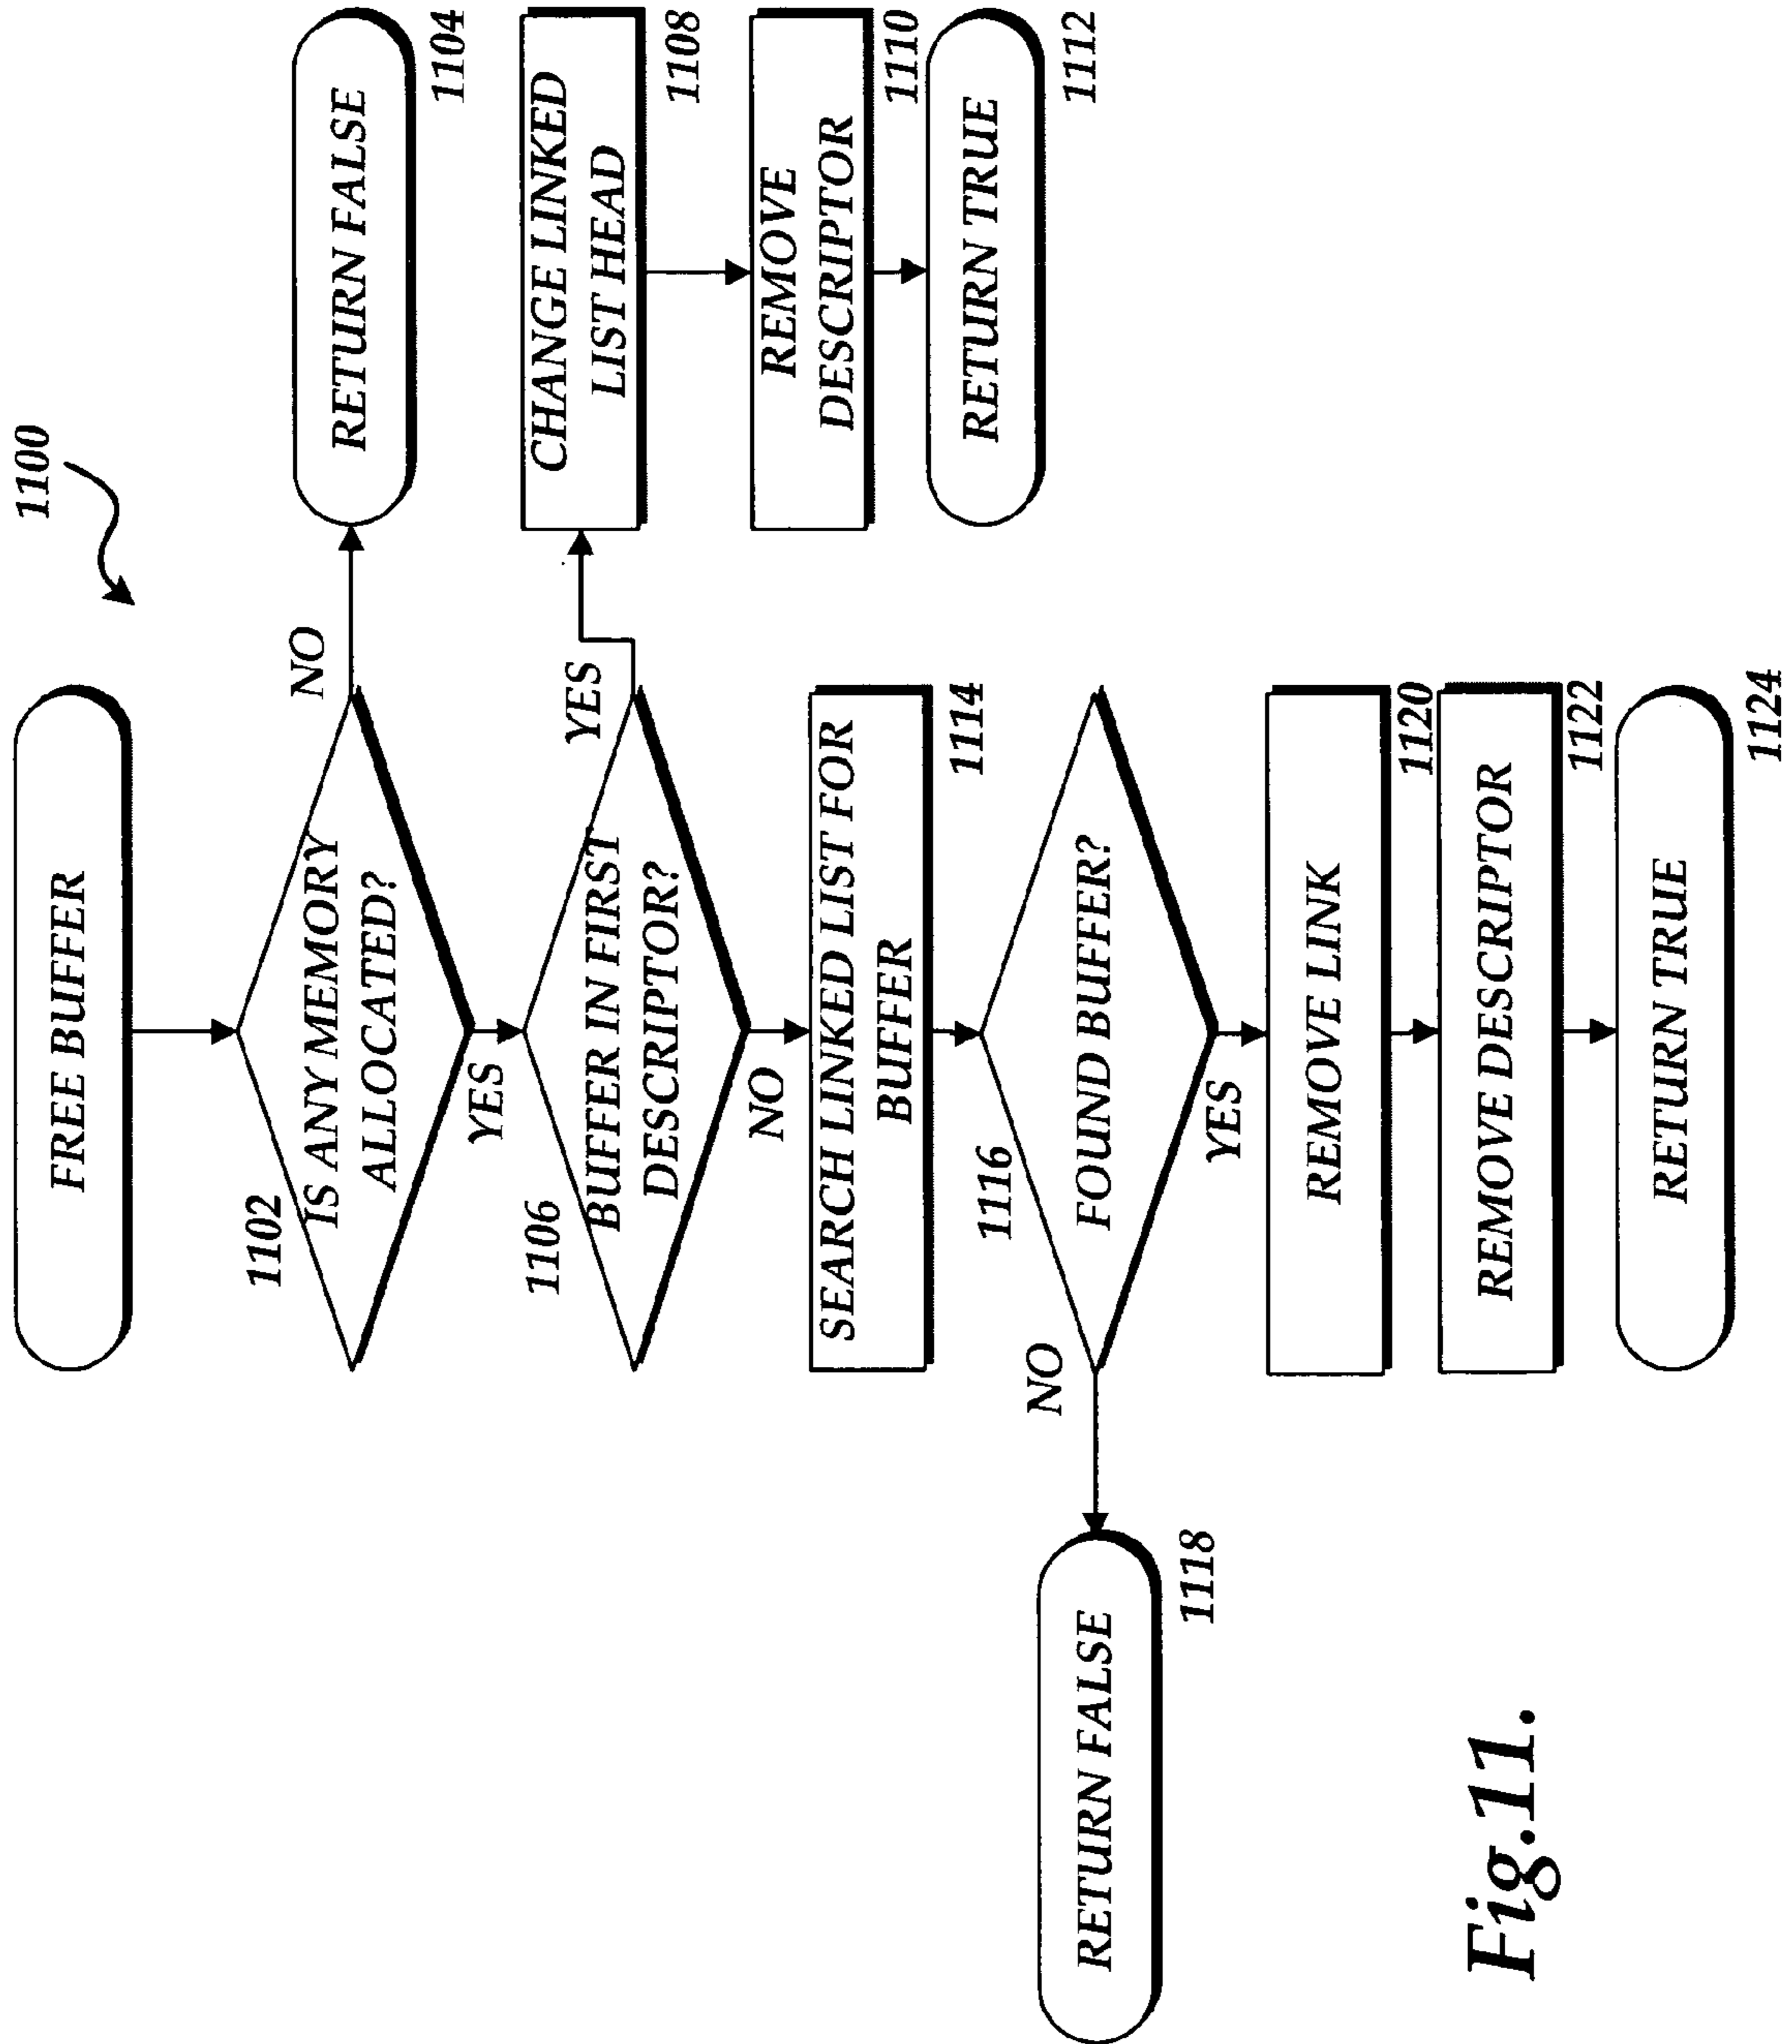 1100
FREE BUFFER
1102
IS ANY MEMORY
ALLOCATED?
NO
RETURN FALSE
1104
YES
1106
BUFFER IN FIRST
DESCRIPTOR?
YES
CHANGE LINKED
LIST HEAD
1108
REMOVE
DESCRIPTOR
1110
RETURN TRUE
1112
NO
SEARCH LINKED LIST FOR
BUFFER
1114
1116
FOUND BUFFER?
NO
RETURN FALSE
1118
YES
REMOVE LINK
1120
REMOVE DESCRIPTOR
1122
RETURN TRUE
1124
Fig.11.